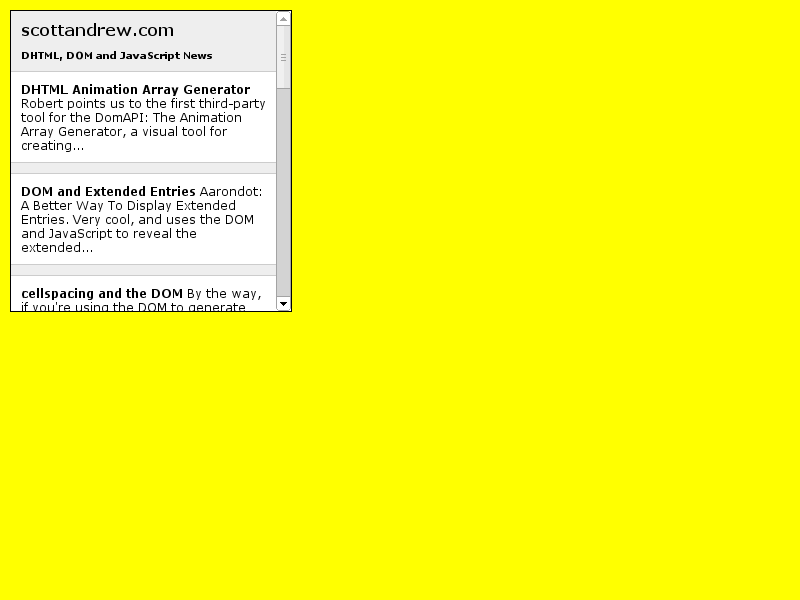 scottandrew.com
DHTML, DOM and JavaScript News
DHTML Animation Array Generator
Robert points us to the first third-party
tool for the DomAPI: The Animation
Array Generator, a visual tool for
creating...
DOM and Extended Entries Aarondot:
A Better Way To Display Extended
Entries. Very cool, and uses the DOM
and JavaScript to reveal the
extended...
cellspacing and the DOM By the way,
if you're using the DOM to generate